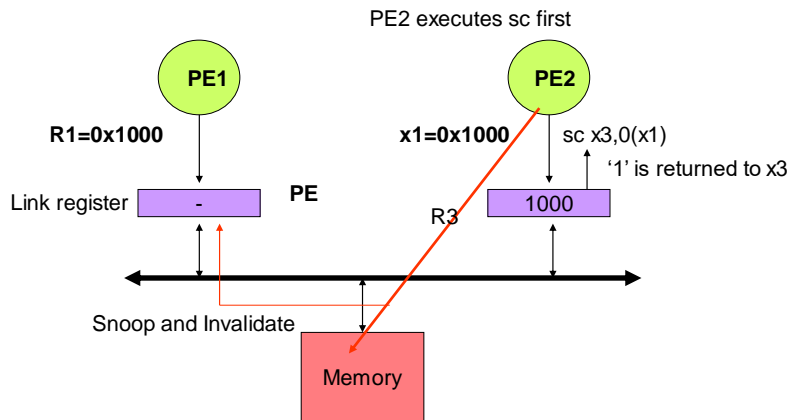 PE2 executes sc first
PE1
PE2
R1=0x1000
x1=0x1000
sc x3,0(x1)
‘1’ is returned to x3
Link register
-
PE
1000
R3
Snoop and Invalidate
Memory